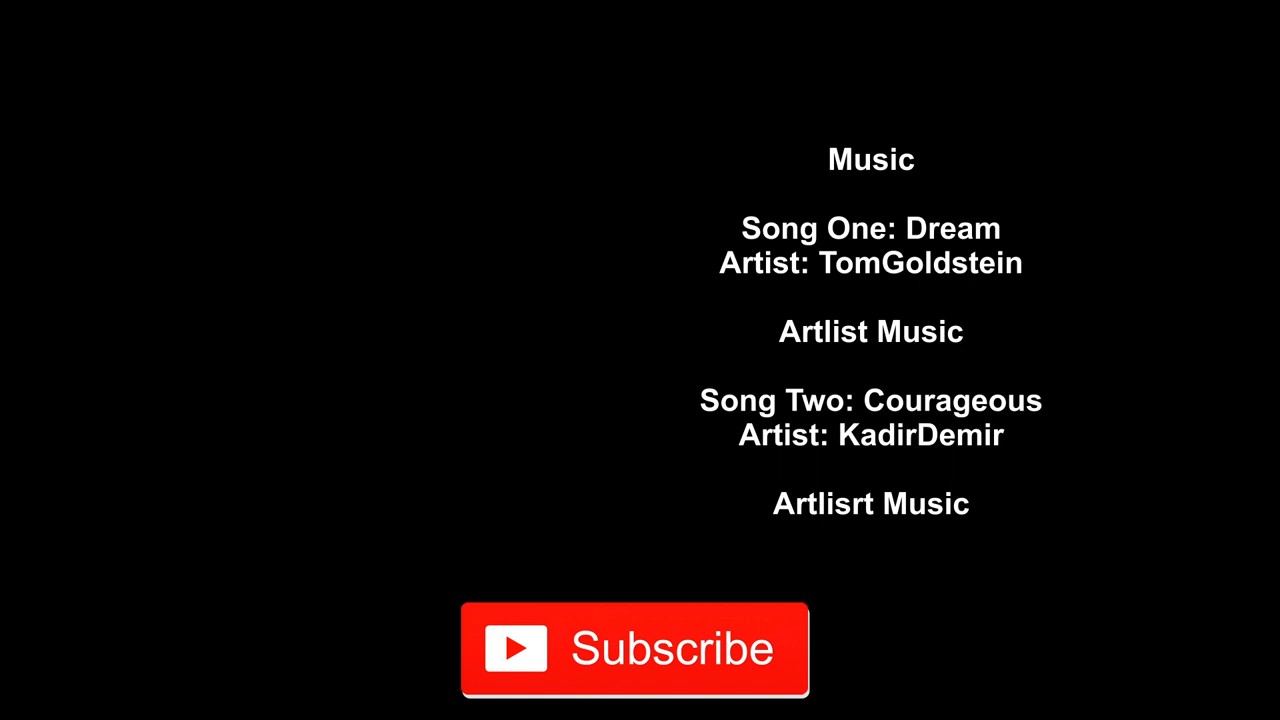 Music
Song One: Dream
Artist: TomGoldstein
Artlist Music
Song Two: Courageous
Artist: KadirDemir
Artlisrt Music
Subscribe